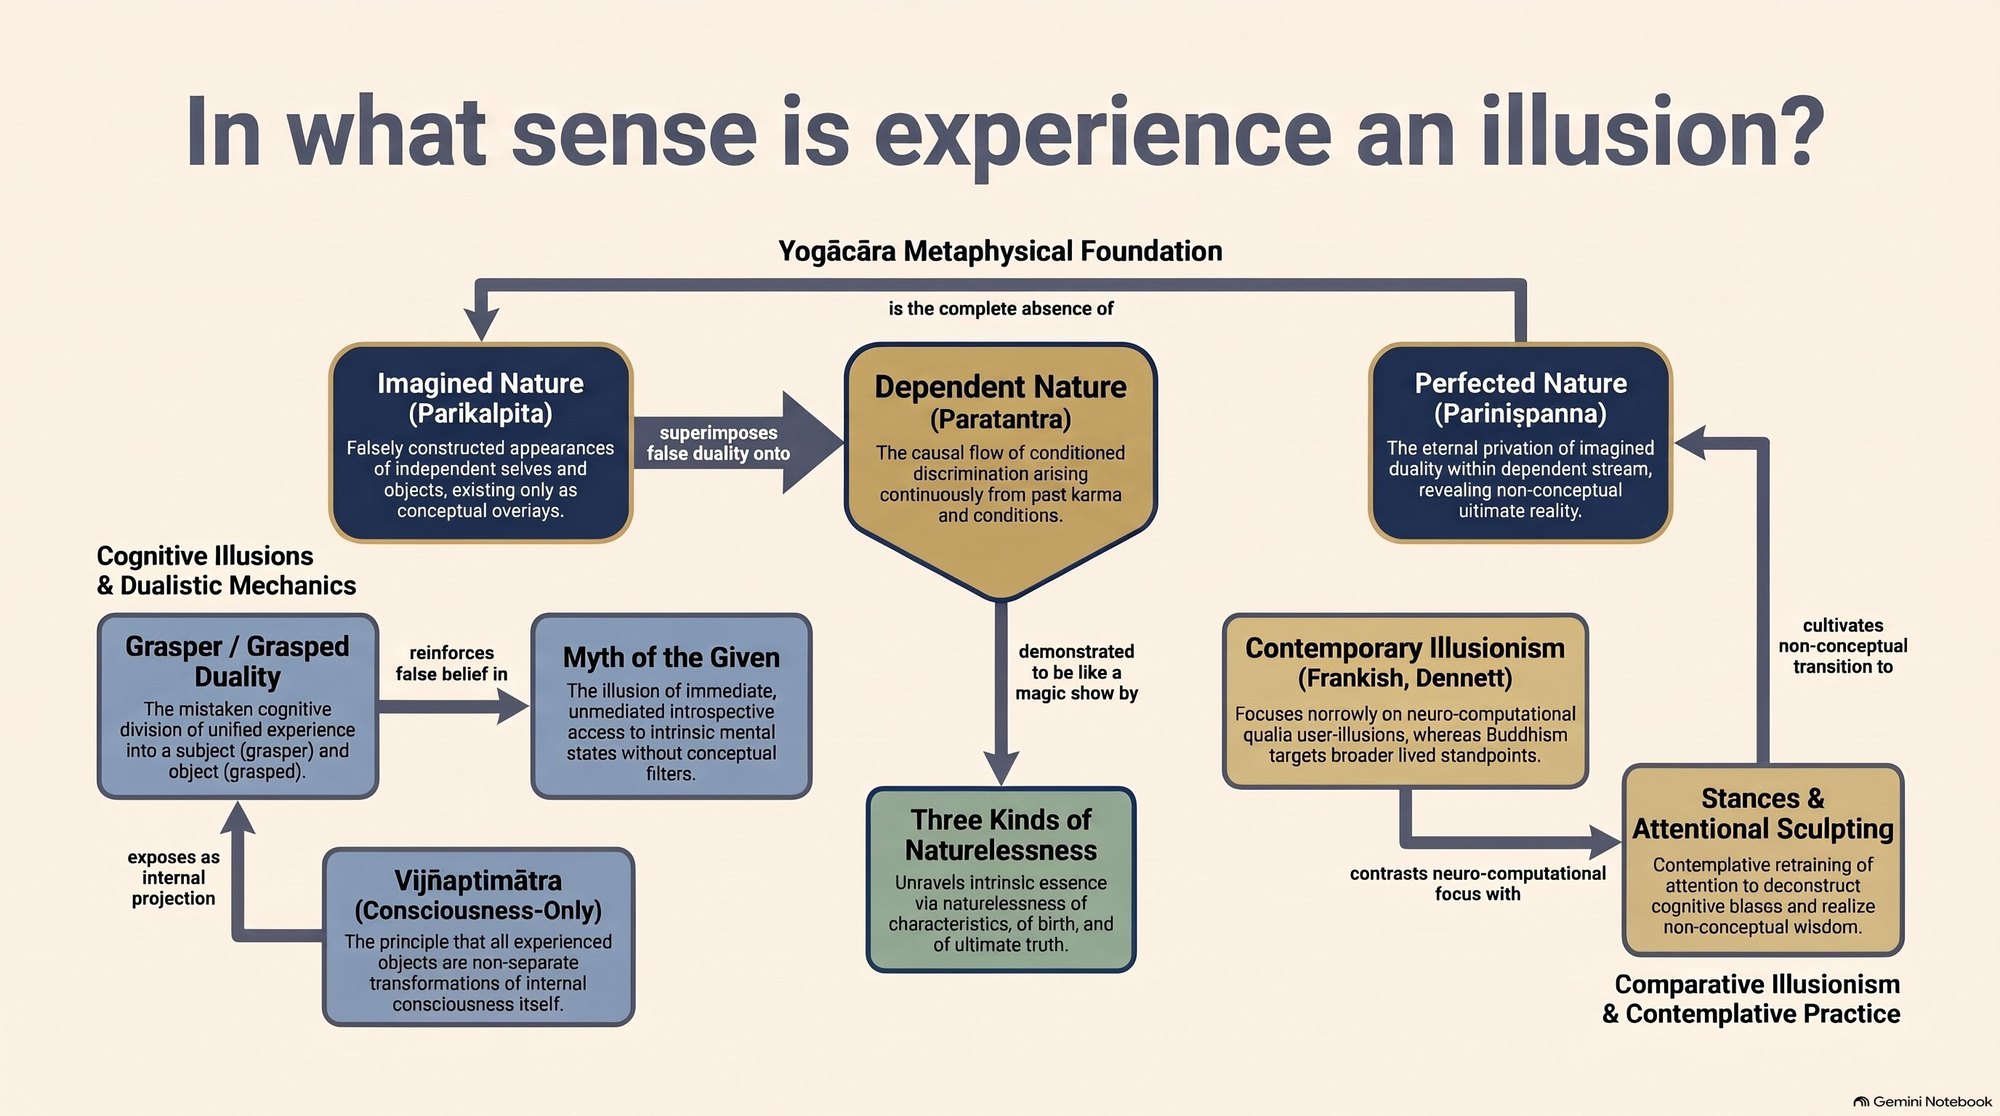 In what sense is experience an illusion?
Yogācāra Metaphysical Foundation
is the complete absence of
Imagined Nature
(Parikalpita)
Falsely constructed appearances
of independent selves and
objects, existing only as
conceptual overlays.
superimposes
false duality onto
Dependent Nature
(Paratantra)
The causal flow of conditioned
discrimination arising
continuously from past karma
and conditions.
Perfected Nature
(Pariniṣpanna)
The eternal privation of imagined
duality within dependent stream,
revealing non-conceptual
ultimate reality.
Cognitive Illusions
& Dualistic Mechanics
Grasper / Grasped
Duality
The mistaken cognitive
division of unified experience
into a subject (grasper) and
object (grasped).
reinforces
false belief in
Myth of the Given
The illusion of immediate,
unmediated introspective
access to intrinsic mental
states without conceptual
filters.
demonstrated
to be like a
magic show by
Contemporary Illusionism
(Frankish, Dennett)
Focuses norrowly on neuro-computational
qualia user-illusions, whereas Buddhism
targets broader lived standpoints.
cultivates
non-conceptual
transition to
exposes as
internal
projection
Vijñaptimātra
(Consciousness-Only)
The principle that all experienced
objects are non-separate
transformations of internal
consciousness itself.
Three Kinds of
Naturelessness
Unravels intrinsic essence
via naturelessness of
characteristics, of birth, and
of ultimate truth.
contrasts neuro-computational
focus with
Stances &
Attentional Sculpting
Contemplative retraining of
attention to deconstruct
cognitive biases and realize
non-conceptual wisdom.
Comparative Illusionism
& Contemplative Practice
Gemini Notebook